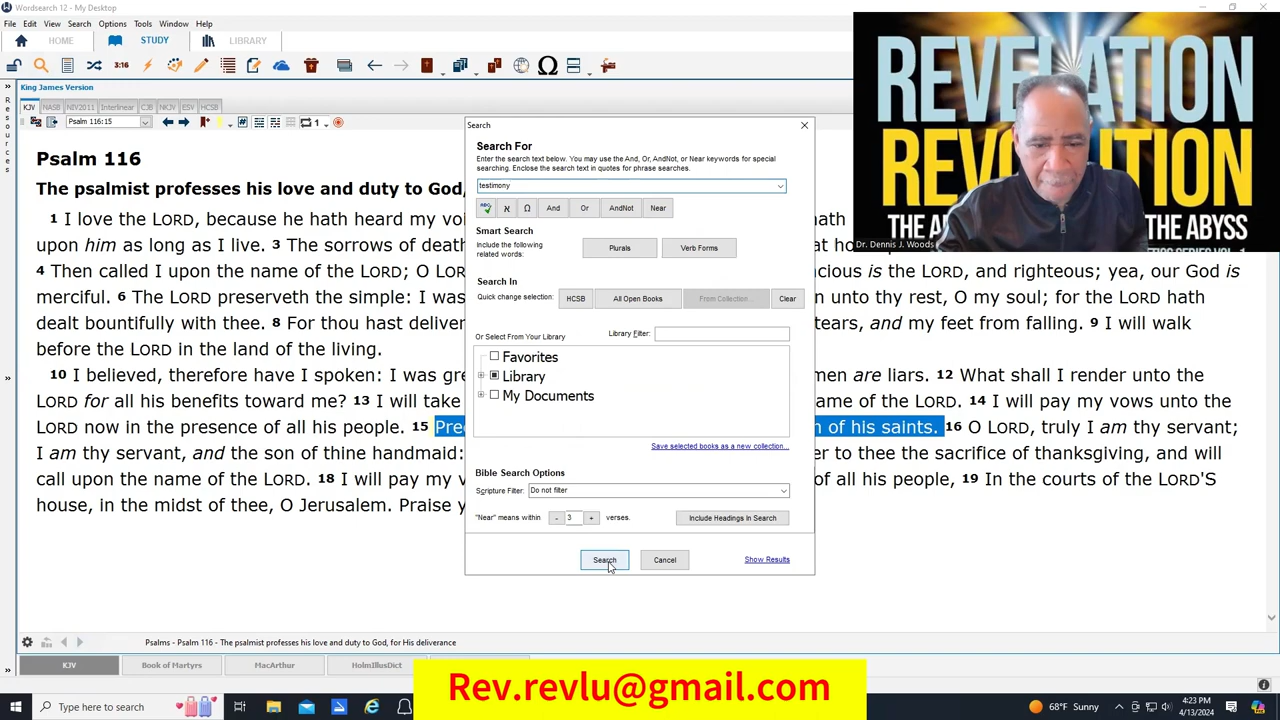 Wordsearch 12 - My Desktop
File Edit View Search Options Tools Window Help
HOME STUDY LIBRARY
3:16
King James Version
KJV NASB NIV2011 Interlinear CJB NKJV ESV HCSB
Psalm 116:15
1
Resources
Psalm 116
The psalmist professes his love and duty to God,
1 I love the LORD, because he hath heard my
upon him as long as I live. 3 The sorrows of death
4 Then called I upon the name of the LORD; O LORD
is the LORD, and righteous; yea, our God is
merciful. 6 The LORD preserveth the simple: I was
unto thy rest, O my soul; for the LORD hath
dealt bountifully with thee. 8 For thou hast
tears, and my feet from falling. 9 I will walk
before the LORD in the land of the living.
10 I believed, therefore have I spoken: I was
men are liars. 12 What shall I render unto the
LORD for all his benefits toward me? 13 I will take
of the LORD. 14 I will pay my vows unto the
LORD now in the presence of all his people. 15
of his saints. 16 O LORD, truly I am thy servant;
I am thy servant, and the son of thine handmaid:
to thee the sacrifice of thanksgiving, and will
call upon the name of the LORD. 18 I will pay my
of all his people, 19 In the courts of the LORD'S
house, in the midst of thee, O Jerusalem. Praise
Search
Search For
Enter the search text below. You may use the And, Or, AndNot, or Near keywords for special
searching. Enclose the search text in quotes for phrase searches.
testimony
ABC א Ω And Or AndNot Near
Smart Search
Include the following
related words:
Plurals Verb Forms
Search In
Quick change selection: HCSB All Open Books From Collection... Clear
Or Select From Your Library Library Filter:
Favorites
Library
My Documents
Save selected books as a new collection...
Bible Search Options
Scripture Filter: Do not filter
"Near" means within - 3 + verses. Include Headings In Search
Search Cancel Show Results
REVELATION
THE
THE ABYSS
VOL. 1
Dr. Dennis J. Woods
Psalms - Psalm 116 - The psalmist professes his love and duty to God, for His deliverance
KJV Book of Martyrs MacArthur HolmIllusDict
Rev.revlu@gmail.com
Type here to search
68°F Sunny
4:23 PM
4/13/2024